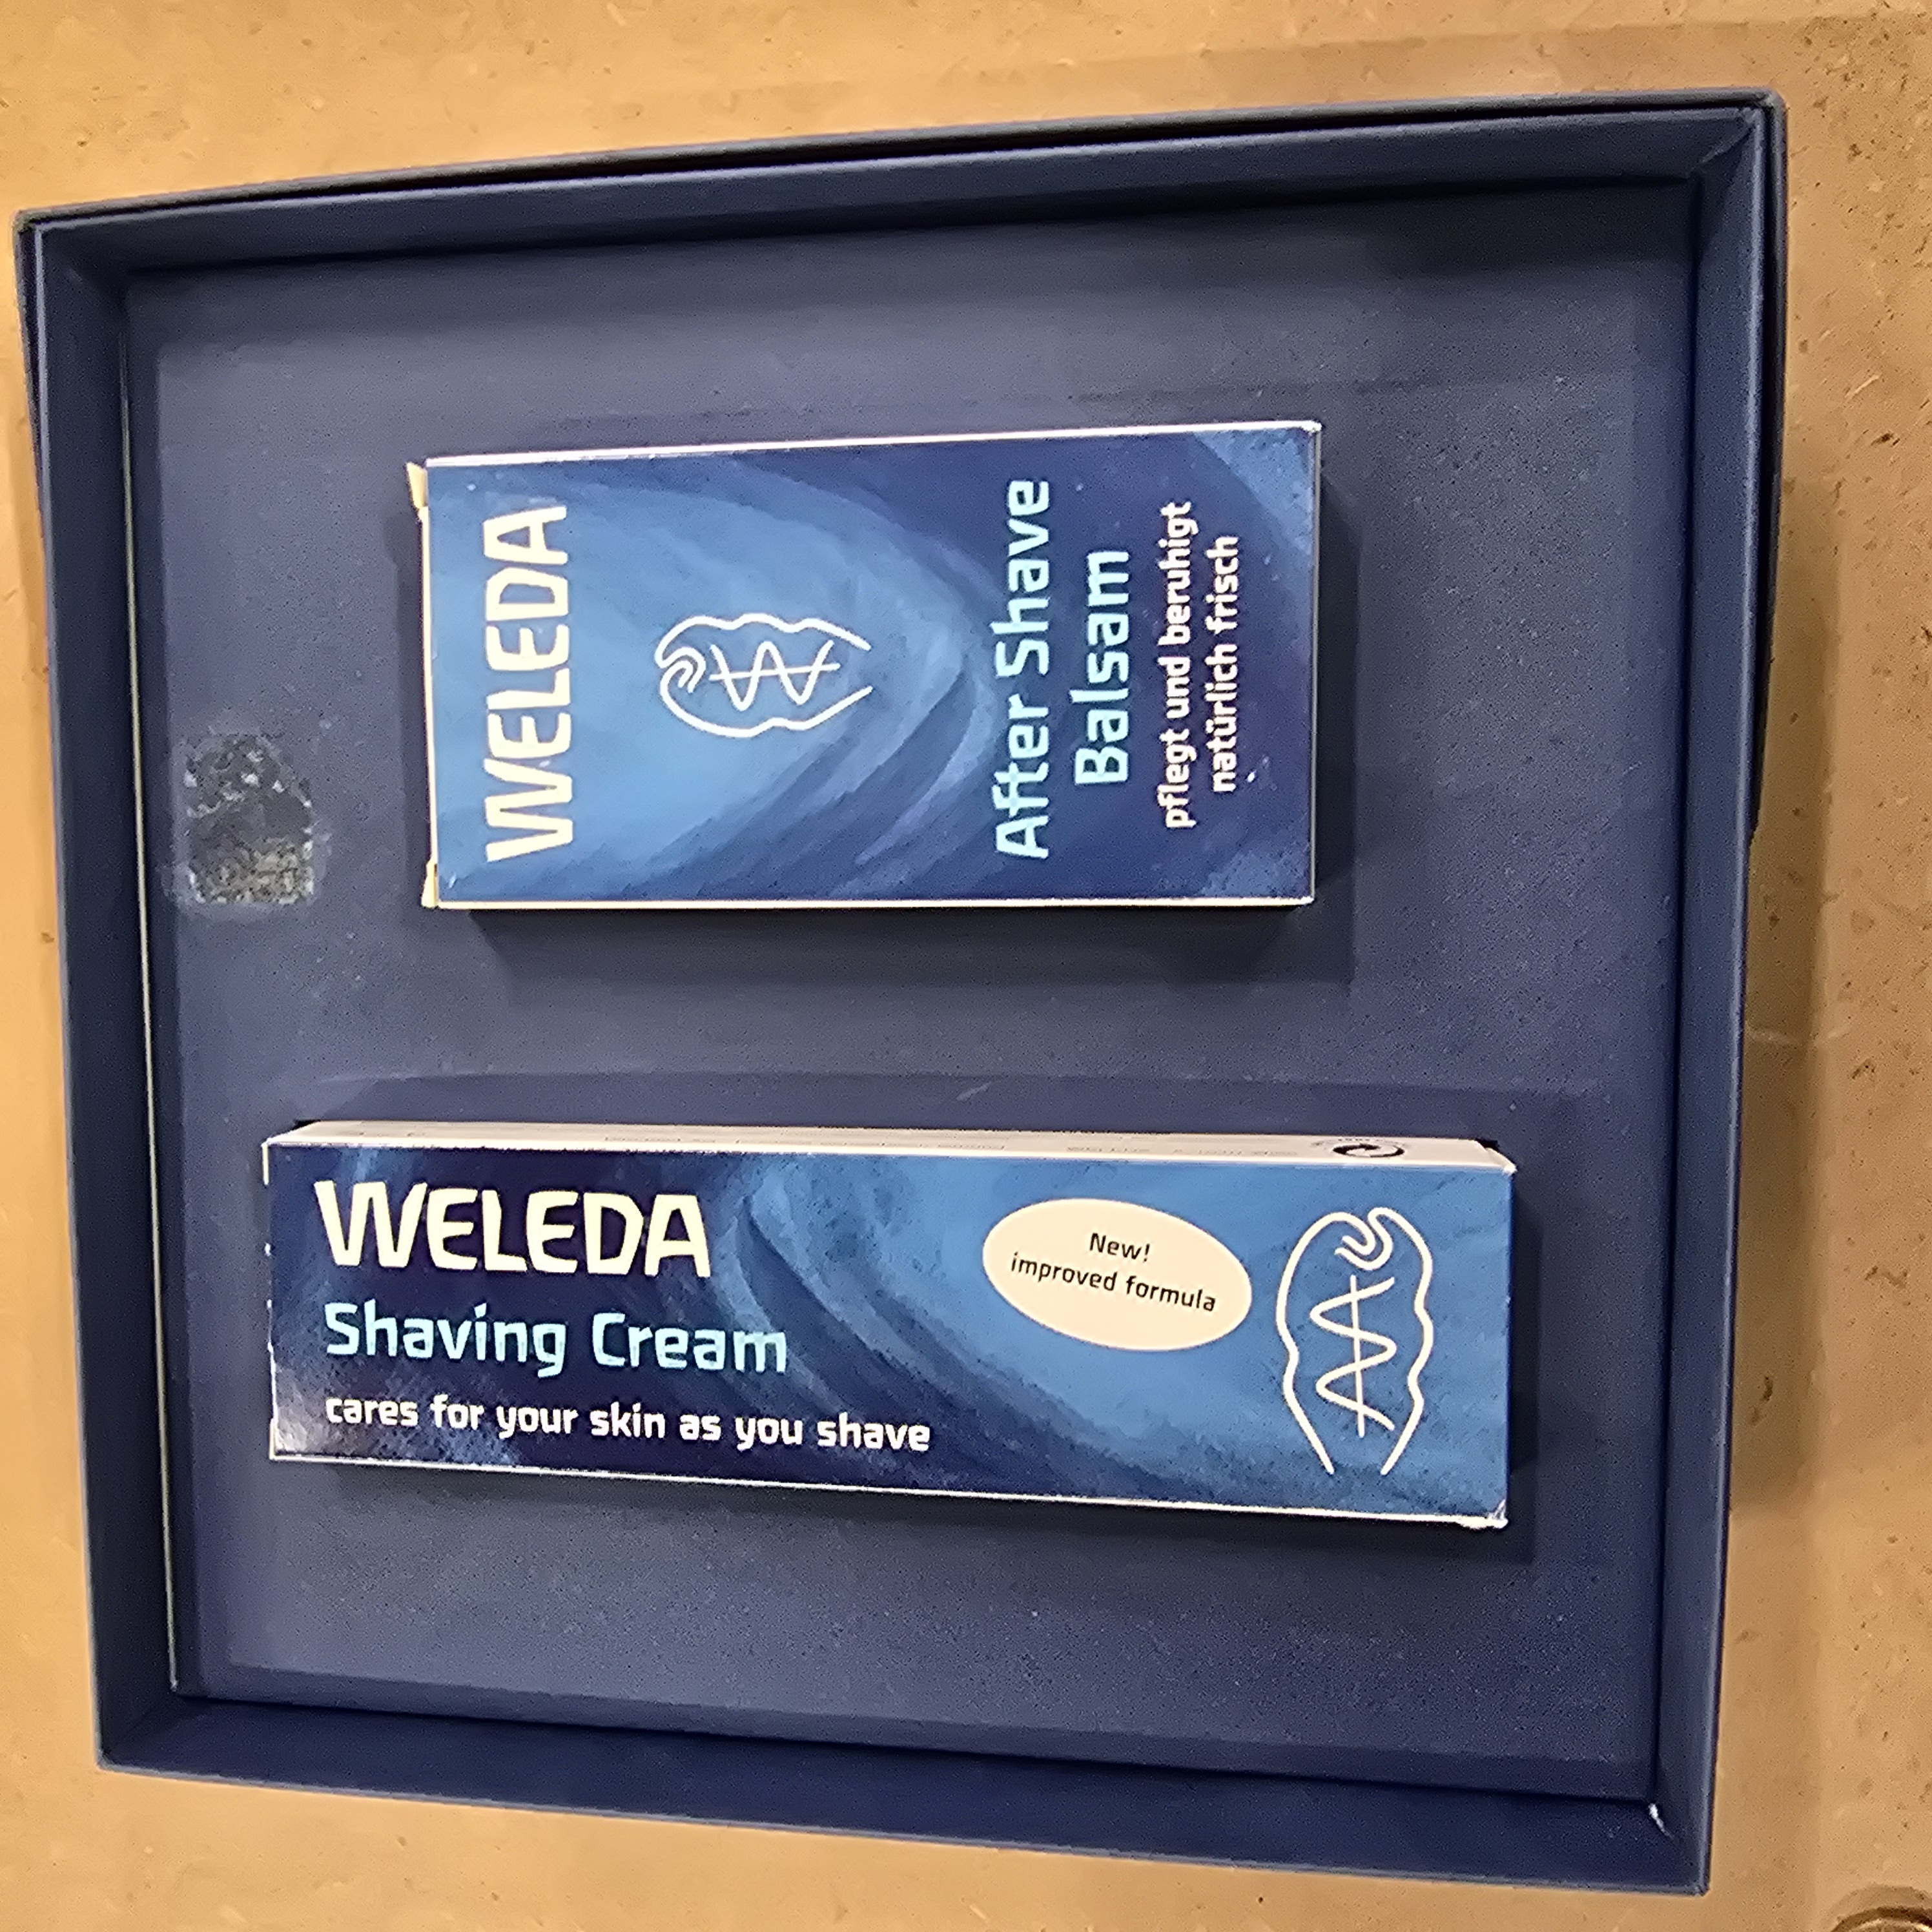 WELEDA
After Shave
Balsam
pflegt und beruhigt
natürlich frisch
WELEDA
Shaving Cream
cares for your skin as you shave
New!
improved formula